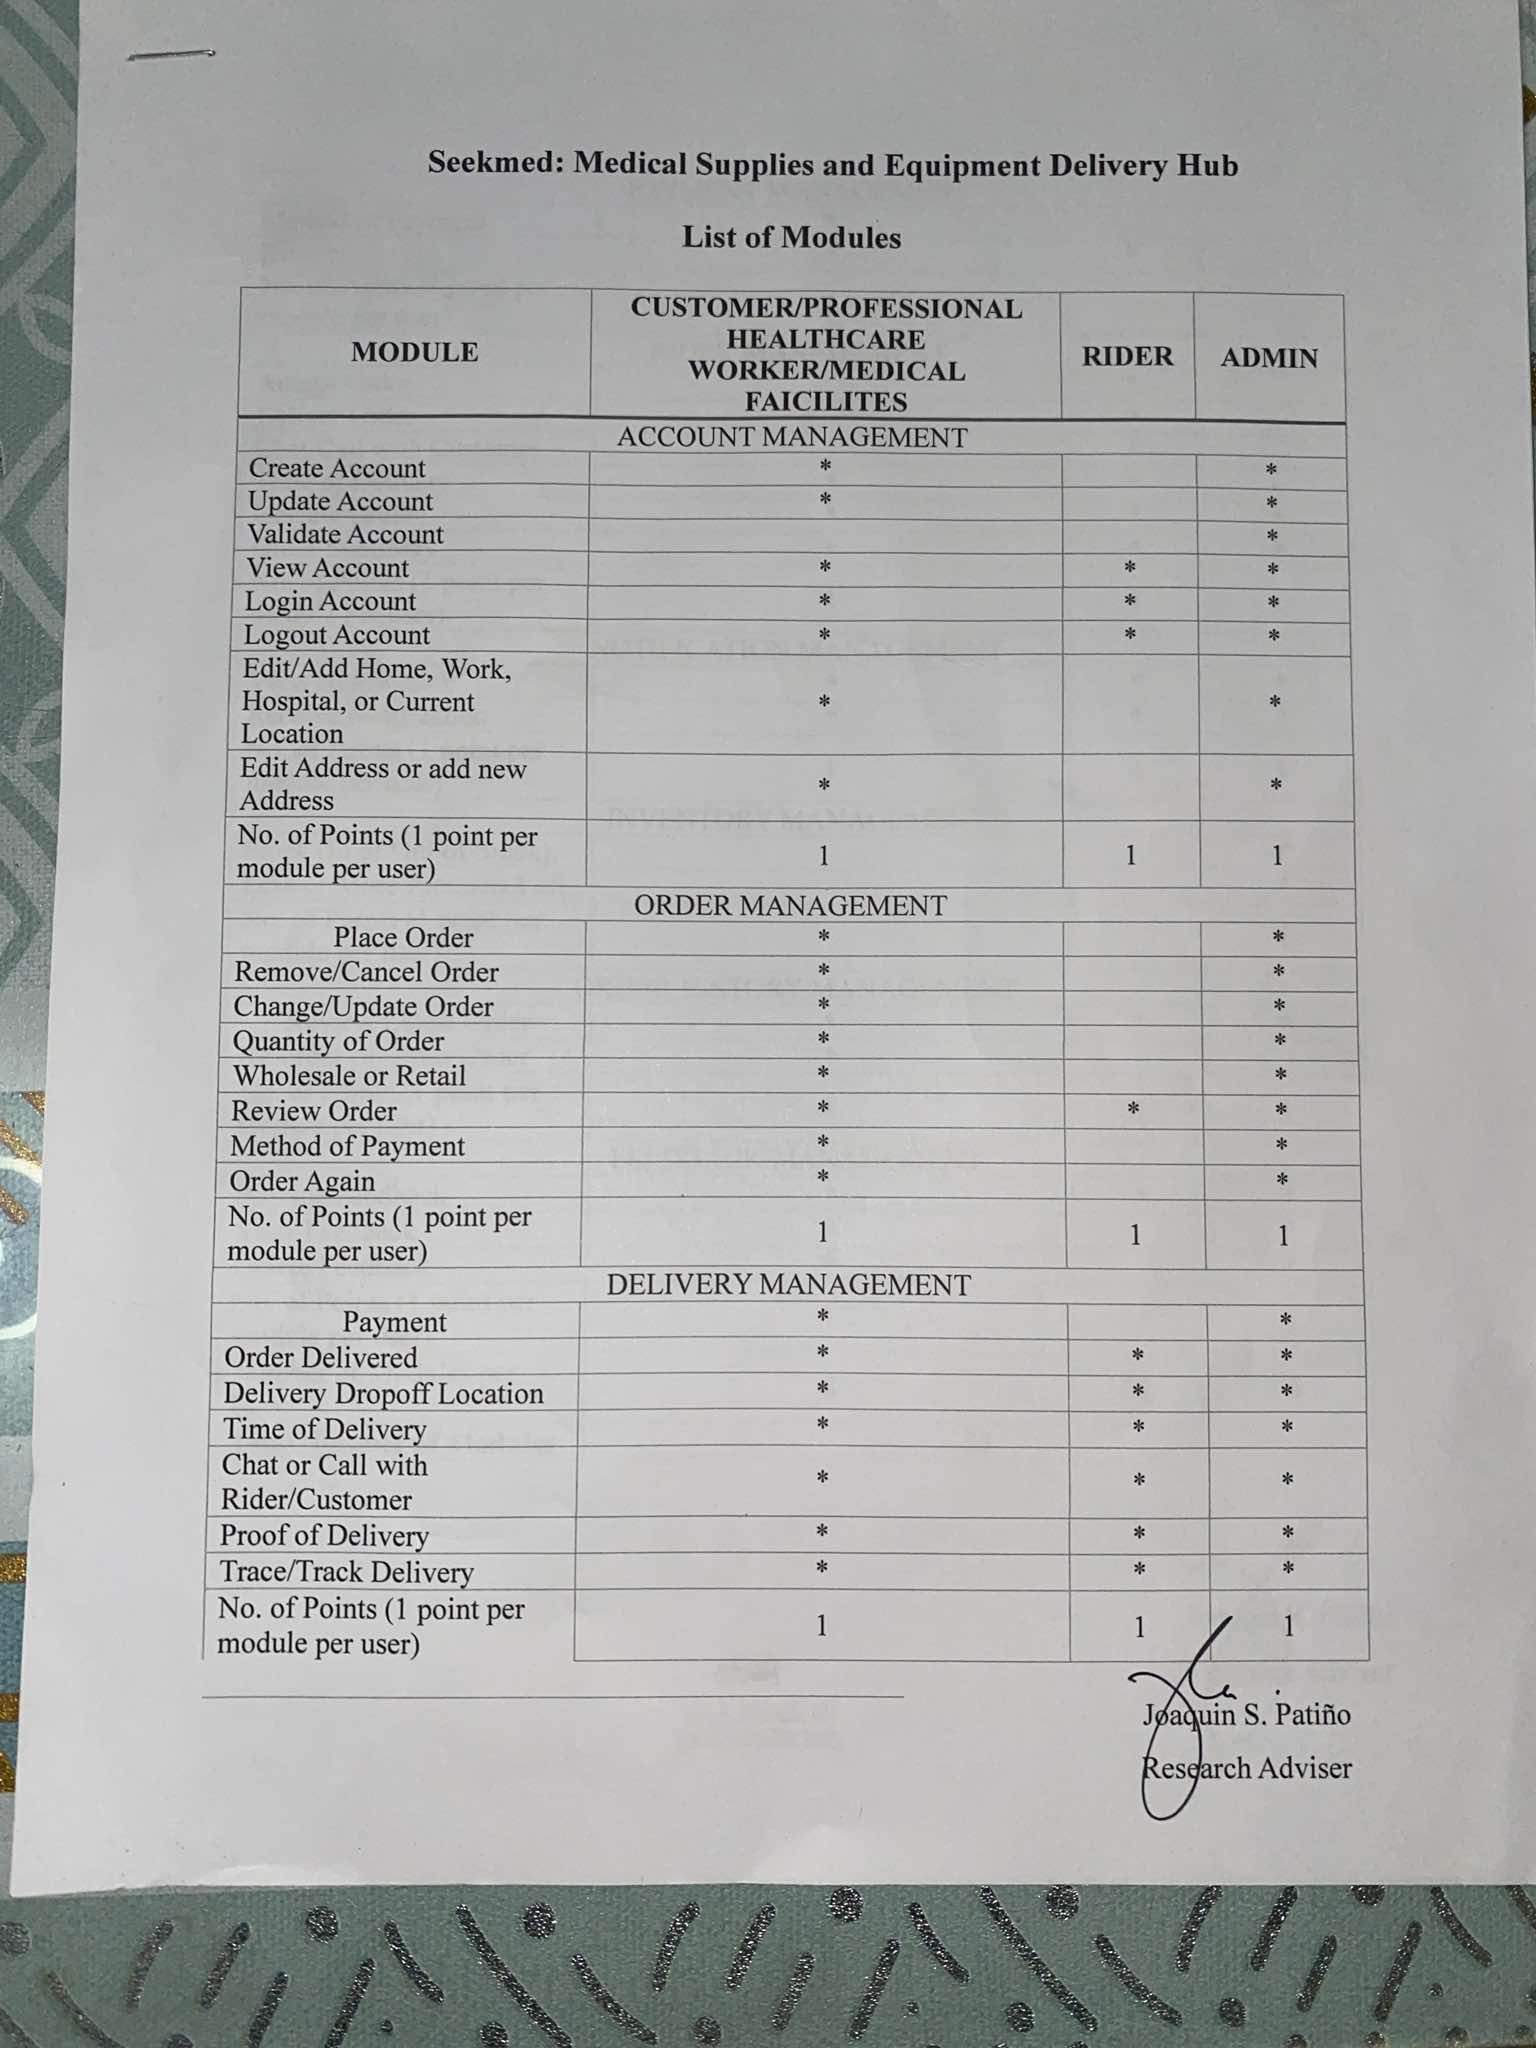 Seekmed: Medical Supplies and Equipment Delivery Hub
List of Modules
MODULE
CUSTOMER/PROFESSIONAL
HEALTHCARE
WORKER/MEDICAL
FAICILITES
RIDER
ADMIN
ACCOUNT MANAGEMENT
Create Account * *
Update Account * *
Validate Account *
View Account * * *
Login Account * * *
Logout Account * * *
Edit/Add Home, Work,
Hospital, or Current
Location
* *
Edit Address or add new
Address
* *
No. of Points (1 point per
module per user)
1 1 1
ORDER MANAGEMENT
Place Order * *
Remove/Cancel Order * *
Change/Update Order * *
Quantity of Order * *
Wholesale or Retail * *
Review Order * * *
Method of Payment * *
Order Again * *
No. of Points (1 point per
module per user)
1 1 1
DELIVERY MANAGEMENT
Payment * *
Order Delivered * * *
Delivery Dropoff Location * * *
Time of Delivery * * *
Chat or Call with
Rider/Customer
* * *
Proof of Delivery * * *
Trace/Track Delivery * * *
No. of Points (1 point per
module per user)
1 1 1
Joaquin S. Patiño
Research Adviser